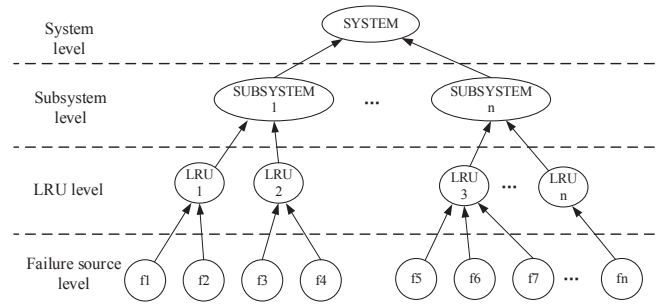 System
level
SYSTEM
Subsystem
level
SUBSYSTEM
1
...
SUBSYSTEM
n
LRU level
LRU
1
LRU
2
LRU
3
...
LRU
n
Failure source
level
f1
f2
f3
f4
f5
f6
f7
...
fn